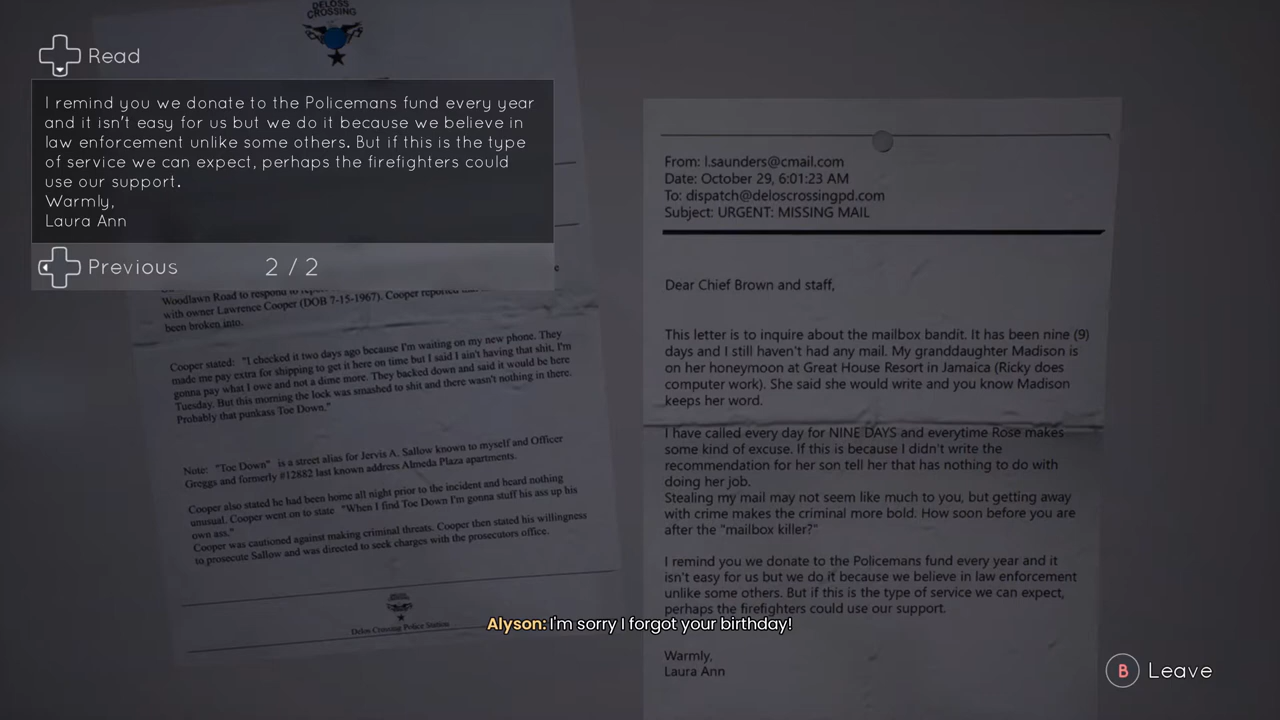 DELOSS
CROSSING
Read
I remind you we donate to the Policemans fund every year
and it isn't easy for us but we do it because we believe in
law enforcement unlike some others. But if this is the type
of service we can expect, perhaps the firefighters could
use our support.
Warmly,
Laura Ann
Previous 2 / 2
Woodlawn Road to respond to
with owner Lawrence Cooper (DOB 7-15-1967). Cooper reported
been broken into.
Cooper stated: "I checked it two days ago because I'm waiting on my new phone. They
made me pay extra for shipping to get it here on time but I said I ain't having that shit, I'm
gonna pay what I owe and not a dime more. They backed down and said it would be here
Tuesday. But this morning the lock was smashed to shit and there wasn't nothing in there.
Probably that punkass Toe Down."
Note: "Toe Down" is a street alias for Jervis A. Sallow known to myself and Officer
Greggs and formerly #12682 last known address Almeda Plaza apartments.
Cooper also stated he had been home all night prior to the incident and heard nothing
unusual. Cooper went on to state "When I find Toe Down I'm gonna stuff his ass up his
own ass."
Cooper was cautioned against making criminal threats. Cooper then stated his willingness
to prosecute Sallow and was directed to seek charges with the prosecutors office.
Delos Crossing Police Station
From: l.saunders@cmail.com
Date: October 29, 6:01:23 AM
To: dispatch@deloscrossingpd.com
Subject: URGENT: MISSING MAIL
Dear Chief Brown and staff,
This letter is to inquire about the mailbox bandit. It has been nine (9)
days and I still haven't had any mail. My granddaughter Madison is
on her honeymoon at Great House Resort in Jamaica (Ricky does
computer work). She said she would write and you know Madison
keeps her word.
I have called every day for NINE DAYS and everytime Rose makes
some kind of excuse. If this is because I didn't write the
recommendation for her son tell her that has nothing to do with
doing her job.
Stealing my mail may not seem like much to you, but getting away
with crime makes the criminal more bold. How soon before you are
after the "mailbox killer?"
I remind you we donate to the Policemans fund every year and it
isn't easy for us but we do it because we believe in law enforcement
unlike some others. But if this is the type of service we can expect,
perhaps the firefighters could use our support.
Warmly,
Laura Ann
Alyson: I'm sorry I forgot your birthday!
B Leave